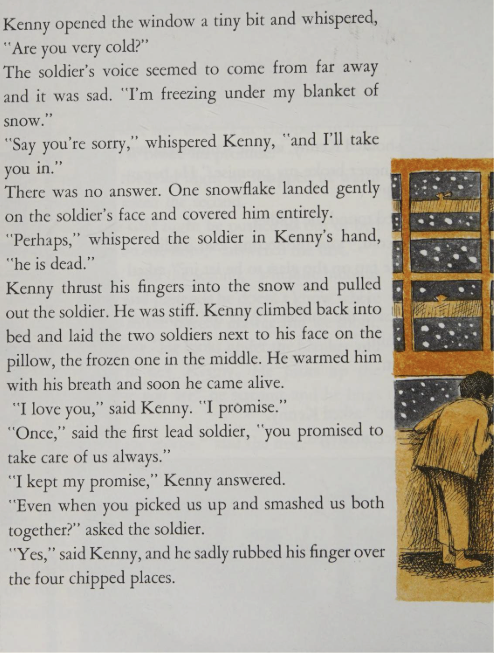 Kenny opened the window a tiny bit and whispered,
"Are you very cold?"
The soldier's voice seemed to come from far away
and it was sad. "I'm freezing under my blanket of
snow."
"Say you're sorry," whispered Kenny, "and I'll take
you in."
There was no answer. One snowflake landed gently
on the soldier's face and covered him entirely.
"Perhaps," whispered the soldier in Kenny's hand,
"he is dead."
Kenny thrust his fingers into the snow and pulled
out the soldier. He was stiff. Kenny climbed back into
bed and laid the two soldiers next to his face on the
pillow, the frozen one in the middle. He warmed him
with his breath and soon he came alive.
"I love you," said Kenny. "I promise."
"Once," said the first lead soldier, "you promised to
take care of us always."
"I kept my promise," Kenny answered.
"Even when you picked us up and smashed us both
together?" asked the soldier.
"Yes," said Kenny, and he sadly rubbed his finger over
the four chipped places.